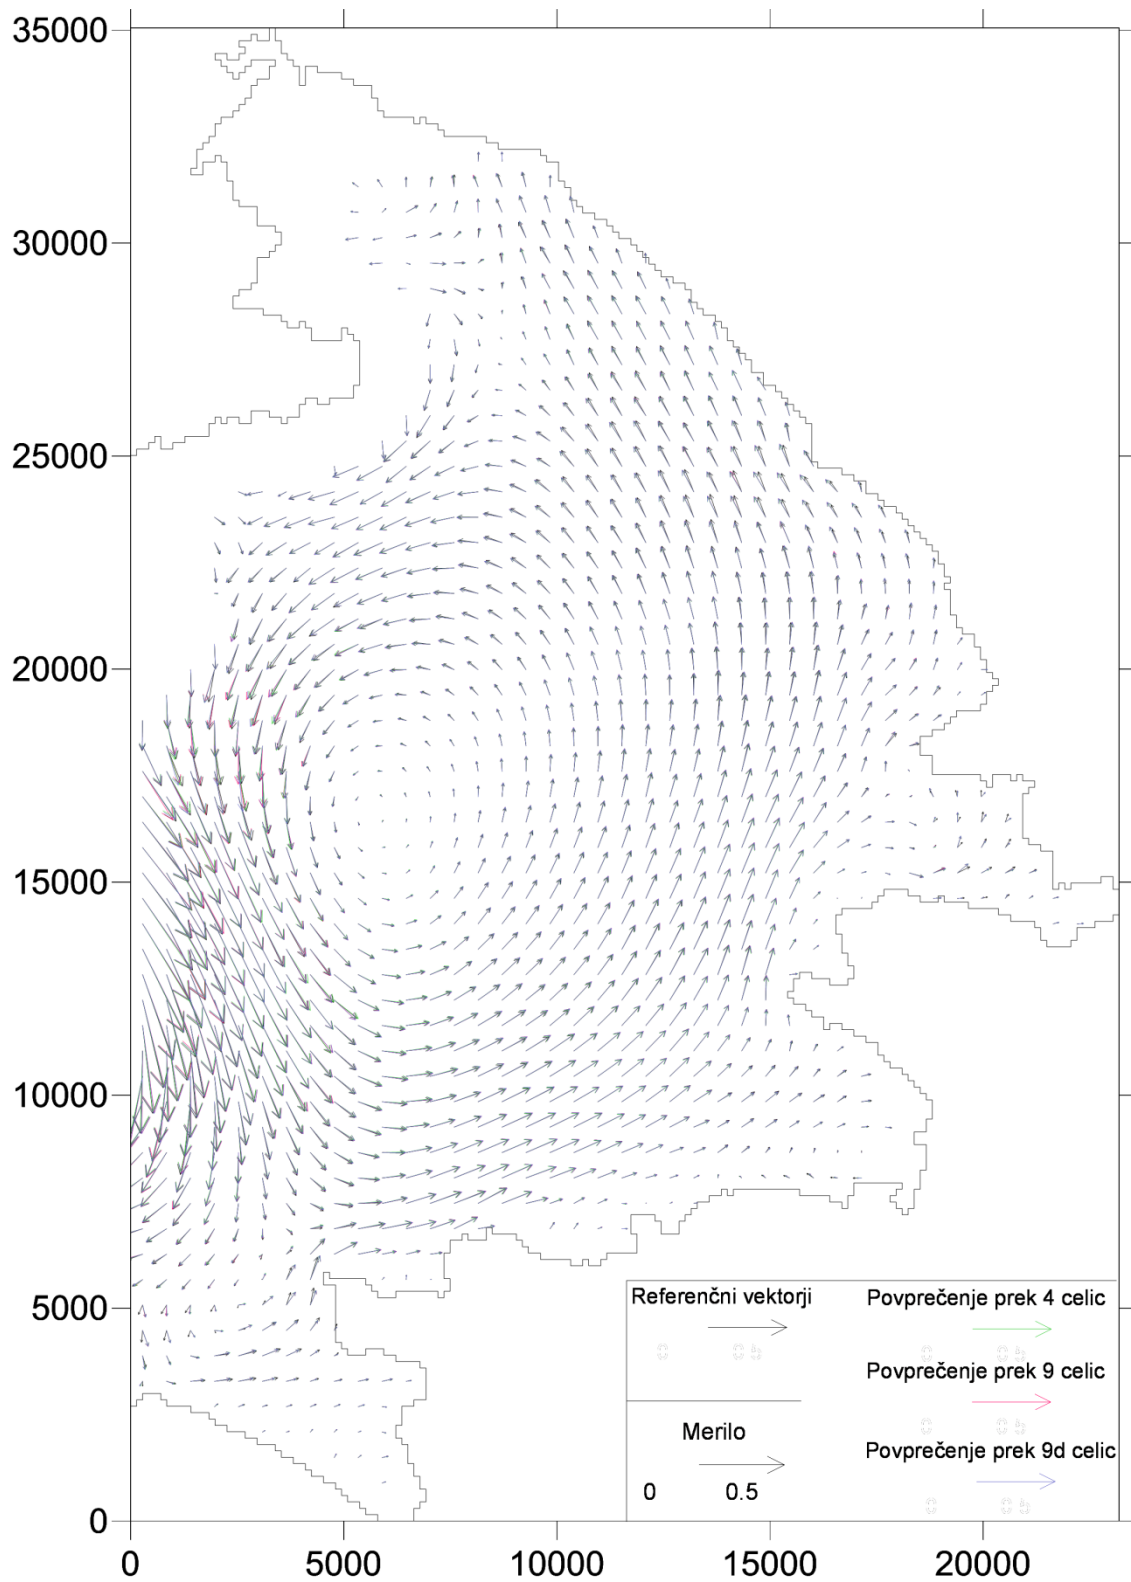 35000
30000
25000
20000
15000
10000
5000
0
0 5000 10000 15000 20000
Referenčni vektorji
Merilo
0 0.5
Povprečenje prek 4 celic
Povprečenje prek 9 celic
Povprečenje prek 9d celic